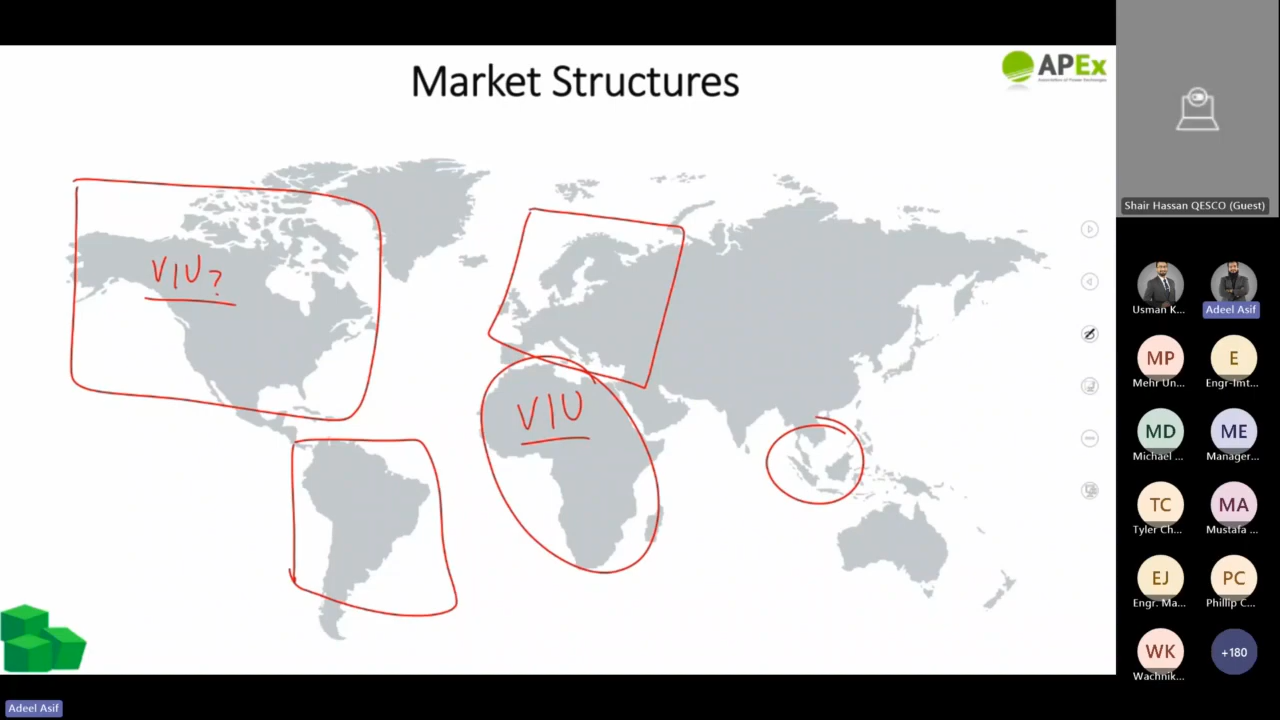 Market Structures
APEx
VIU?
VIU
Shair Hassan QESCO (Guest)
Usman K...
Adeel Asif
MP
E
Mehr Un...
Engr-Imt...
MD
ME
Michael ...
Manager...
TC
MA
Tyler Ch...
Mustafa ...
EJ
PC
Engr. Ma...
Phillip C...
WK
+180
Wachnik...
Adeel Asif